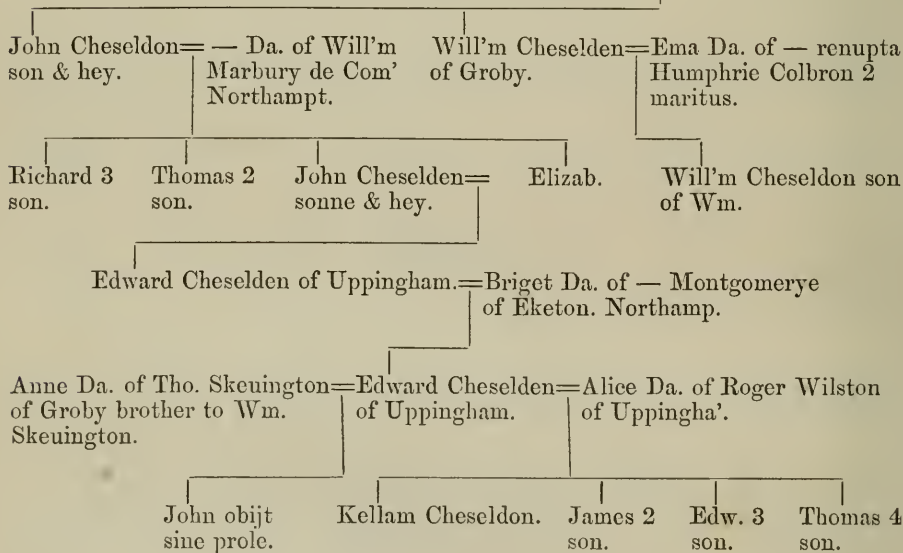 John Cheseldon= — Da. of Will'm Will'm Cheselden=Ema Da. of — renupta
son & hey. Marbury de Com' of Groby. Humphrie Colbron 2
Northampt. maritus.
Richard 3 Thomas 2 John Cheselden= Elizab. Will'm Cheseldon son
son. son. sonne & hey. of Wm.
Edward Cheselden of Uppingham.=Briget Da. of — Montgomerye
of Eketon. Northamp.
Anne Da. of Tho. Skeuington=Edward Cheselden=Alice Da. of Roger Wilston
of Groby brother to Wm. of Uppingham. of Uppingha'.
Skeuington.
John obijt Kellam Cheseldon. James 2 Edw. 3 Thomas 4
sine prole. son. son. son.